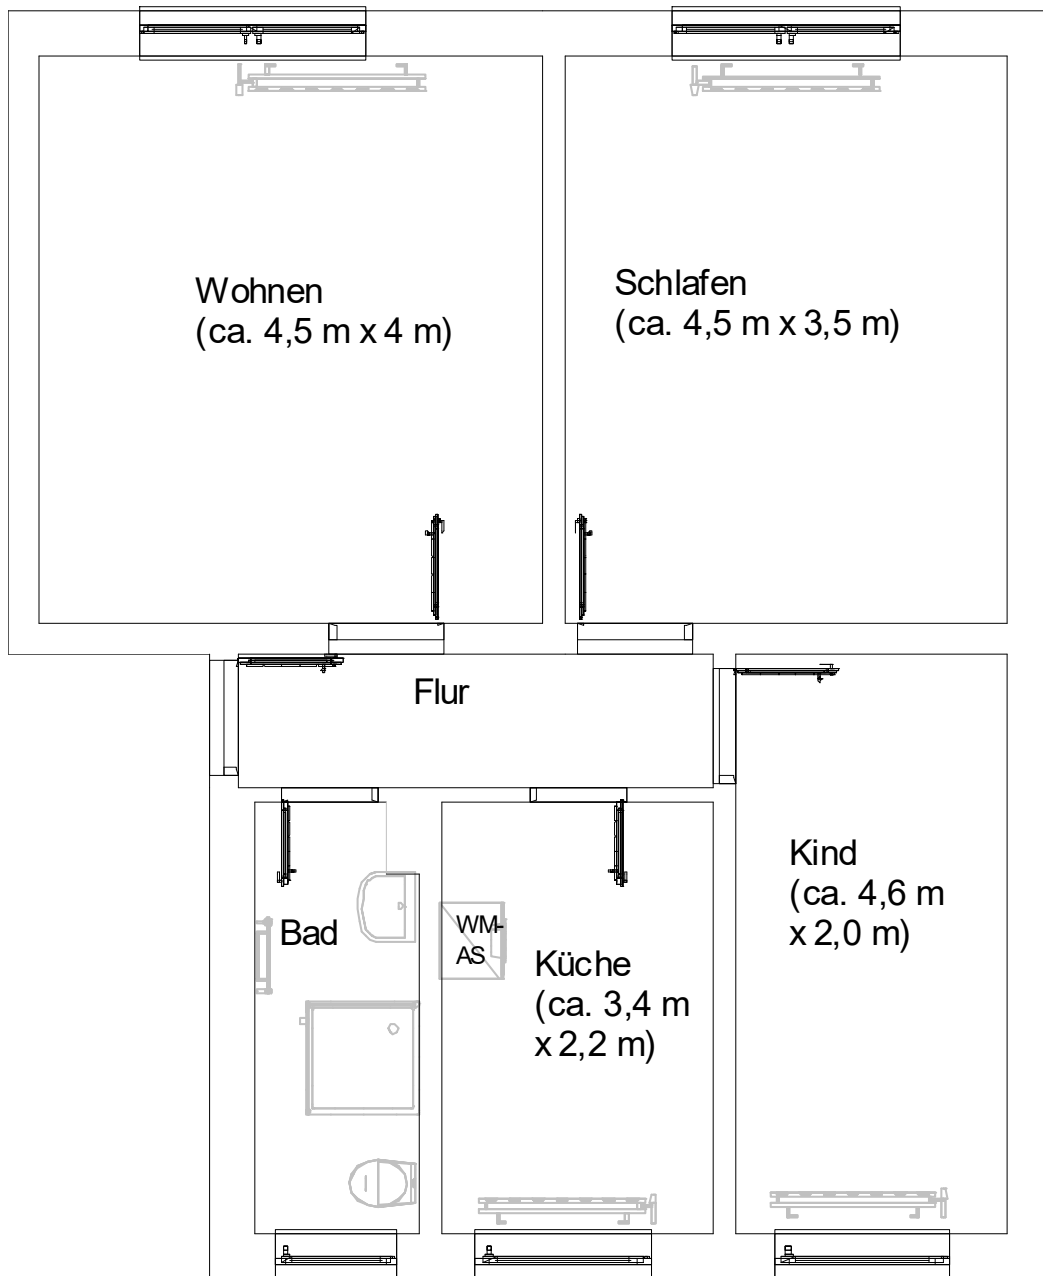 Wohnen
(ca. 4,5 m x 4 m)
Schlafen
(ca. 4,5 m x 3,5 m)
Flur
Kind
(ca. 4,6 m
x 2,0 m)
Bad
WM-
AS
Küche
(ca. 3,4 m
x 2,2 m)